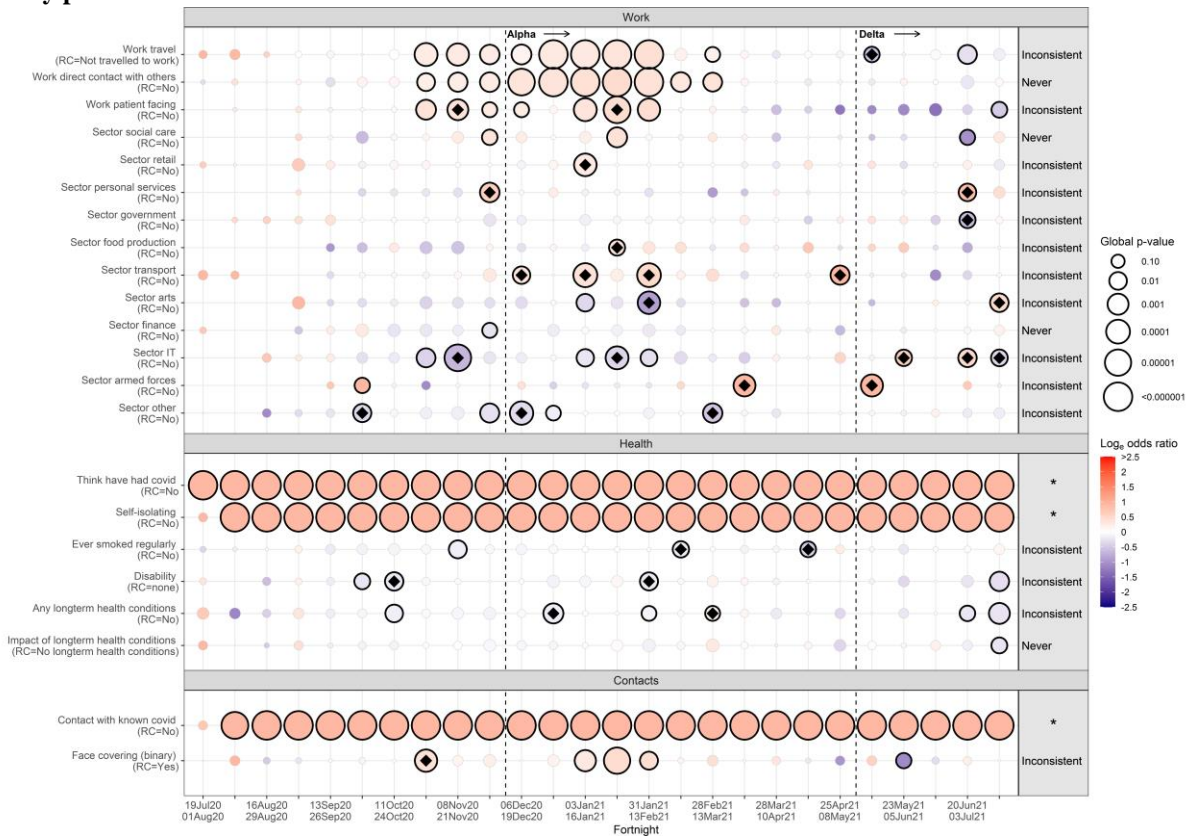 Work
Alpha
Delta
Work travel
(RC=Not travelled to work)
Inconsistent
Work direct contact with others
(RC=No)
Never
Work patient facing
(RC=No)
Inconsistent
Sector social care
(RC=No)
Never
Sector retail
(RC=No)
Inconsistent
Sector personal services
(RC=No)
Inconsistent
Sector government
(RC=No)
Inconsistent
Sector food production
(RC=No)
Inconsistent
Sector transport
(RC=No)
Inconsistent
Sector arts
(RC=No)
Inconsistent
Sector finance
(RC=No)
Never
Sector IT
(RC=No)
Inconsistent
Sector armed forces
(RC=No)
Inconsistent
Sector other
(RC=No)
Inconsistent
Health
Think have had covid
(RC=No
*
Self-isolating
(RC=No)
*
Ever smoked regularly
(RC=No)
Inconsistent
Disability
(RC=none)
Inconsistent
Any longterm health conditions
(RC=No)
Inconsistent
Impact of longterm health conditions
(RC=No longterm health conditions)
Never
Contacts
Contact with known covid
(RC=No)
*
Face covering (binary)
(RC=Yes)
Inconsistent
19Jul20 16Aug20 13Sep20 11Oct20 08Nov20 06Dec20 03Jan21 31Jan21 28Feb21 28Mar21 25Apr21 23May21 20Jun21
01Aug20 29Aug20 26Sep20 24Oct20 21Nov20 19Dec20 16Jan21 13Feb21 13Mar21 10Apr21 08May21 05Jun21 03Jul21
Fortnight
Global p-value
0.10
0.01
0.001
0.0001
0.00001
<0.000001
Logₑ odds ratio
>2.5
2
1.5
1
0.5
0
-0.5
-1
-1.5
-2
-2.5